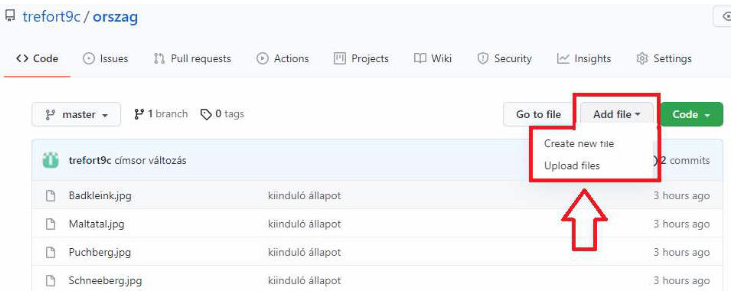 trefort9c / orszag
Code Issues Pull requests Actions Projects Wiki Security Insights Settings
master 1 branch 0 tags Go to file Add file Code
Create new file
Upload files
trefort9c címsor változás 2 commits
Badkleink.jpg kiinduló állapot 3 hours ago
Maltatal.jpg kiinduló állapot 3 hours ago
Puchberg.jpg kiinduló állapot 3 hours ago
Schneeberg.jpg kiinduló állapot 3 hours ago